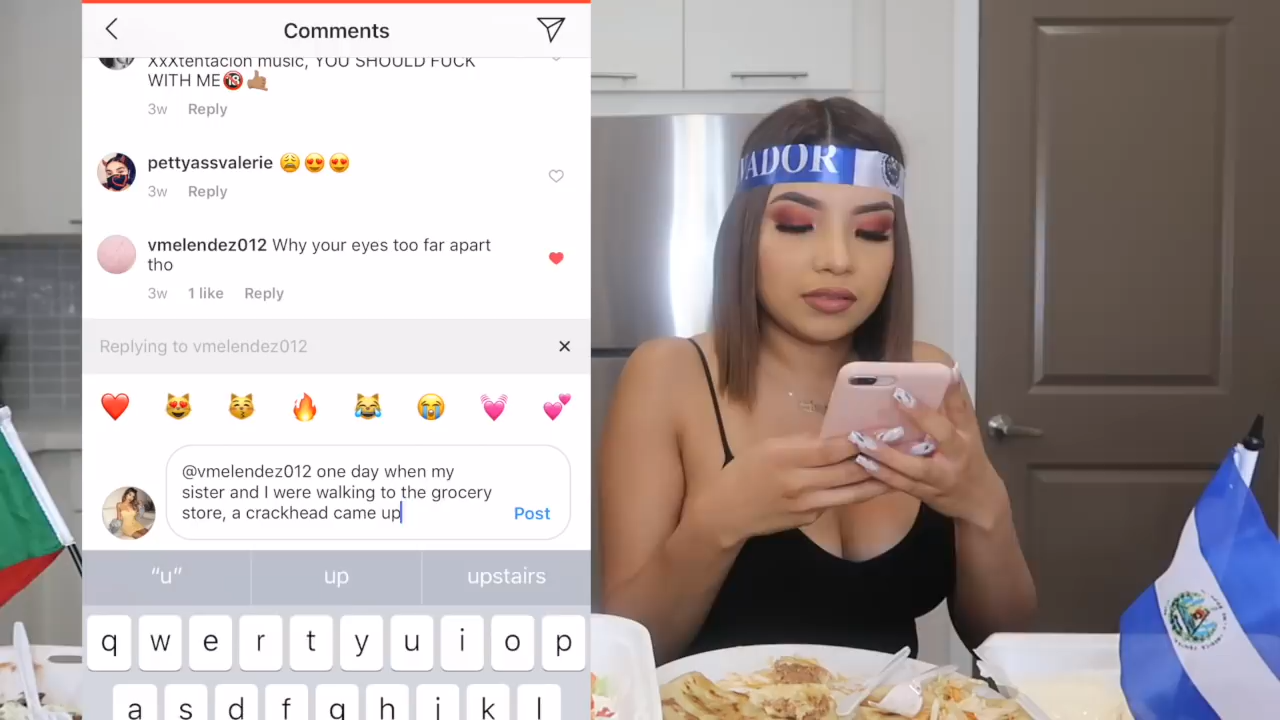 Comments
XxXtentacion music, YOU SHOULD FUCK
WITH ME🔞🤙🏽
3w Reply
pettyassvalerie 😩😍😍
3w Reply
vmelendez012 Why your eyes too far apart
tho
3w 1 like Reply
Replying to vmelendez012
@vmelendez012 one day when my
sister and I were walking to the grocery
store, a crackhead came up
Post
“u” up upstairs
q w e r t y u i o p
a s d f g h j k l
VADOR